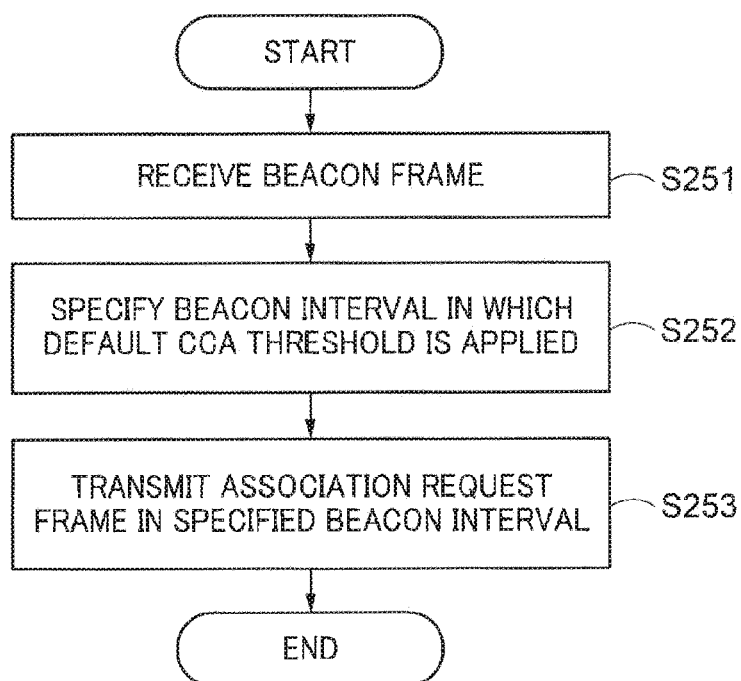 START
RECEIVE BEACON FRAME
S251
SPECIFY BEACON INTERVAL IN WHICH
DEFAULT CCA THRESHOLD IS APPLIED
S252
TRANSMIT ASSOCIATION REQUEST
FRAME IN SPECIFIED BEACON INTERVAL
S253
END